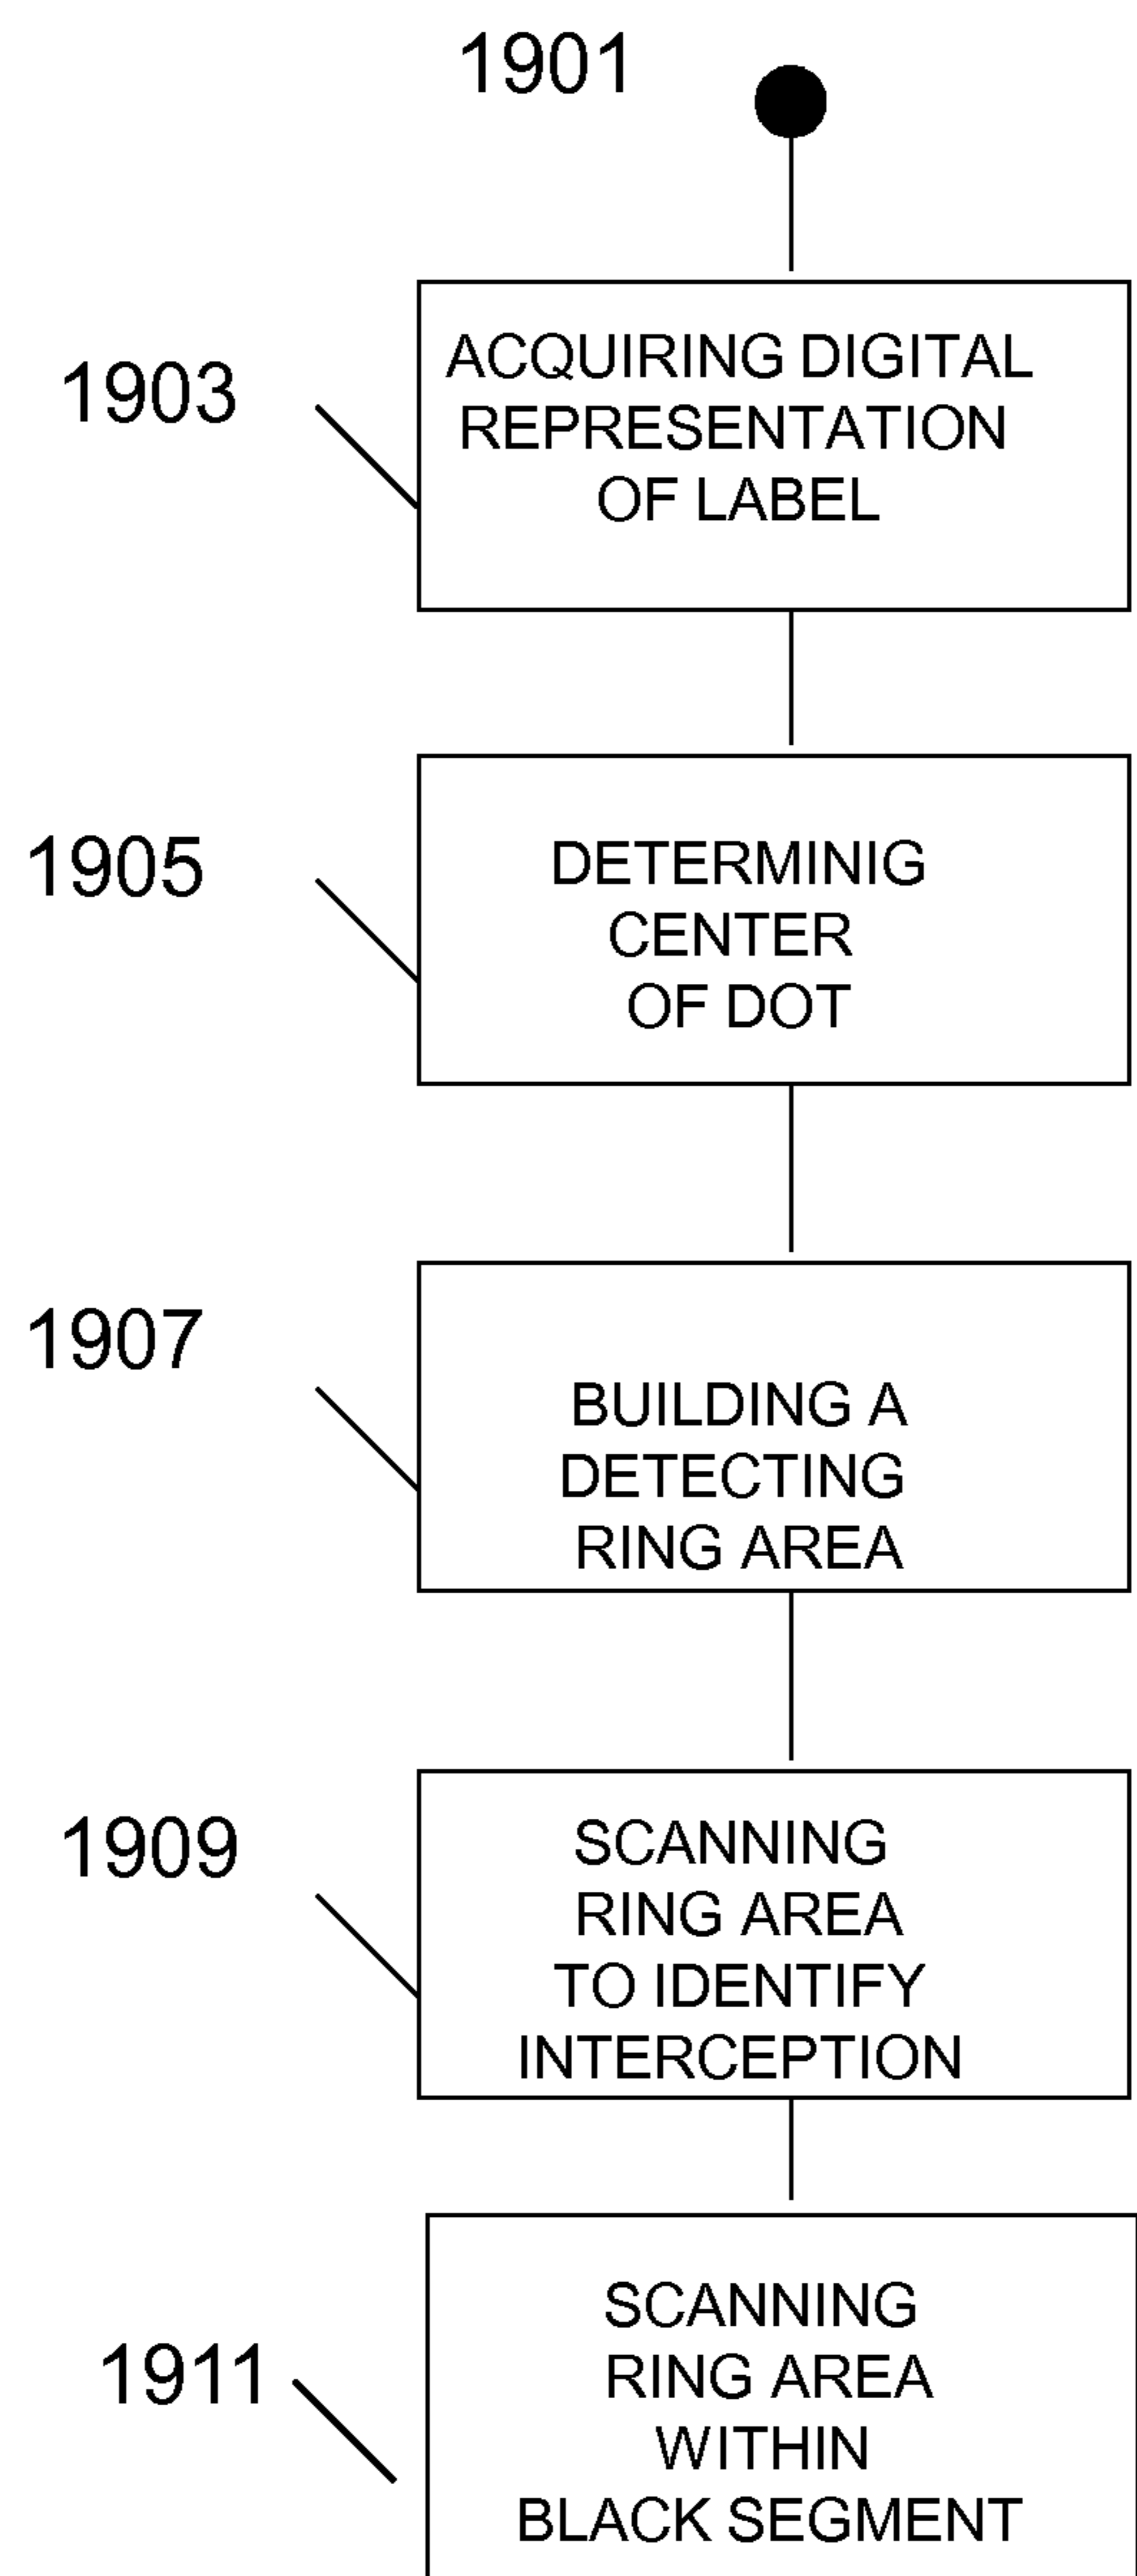 1901
1903
ACQUIRING DIGITAL
REPRESENTATION
OF LABEL
1905
DETERMINIG
CENTER
OF DOT
1907
BUILDING A
DETECTING
RING AREA
1909
SCANNING
RING AREA
TO IDENTIFY
INTERCEPTION
1911
SCANNING
RING AREA
WITHIN
BLACK SEGMENT